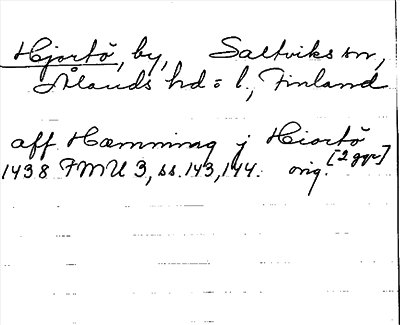 Hjortö, by, Saltviks sn,
Ålands hd = l., Finland
aff Hæmming j Hiortö
[2 ggr]
1438 FMU 3, ss. 143, 144. orig.